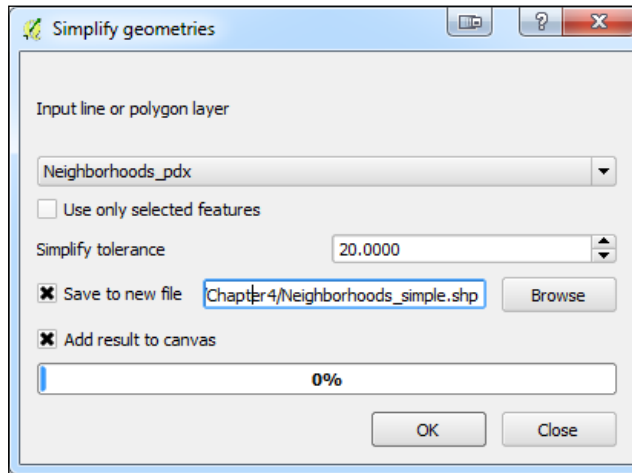 Simplify geometries
Input line or polygon layer
Neighborhoods_pdx
Use only selected features
Simplify tolerance 20.0000
Save to new file Chapter4/Neighborhoods_simple.shp Browse
Add result to canvas
0%
OK Close